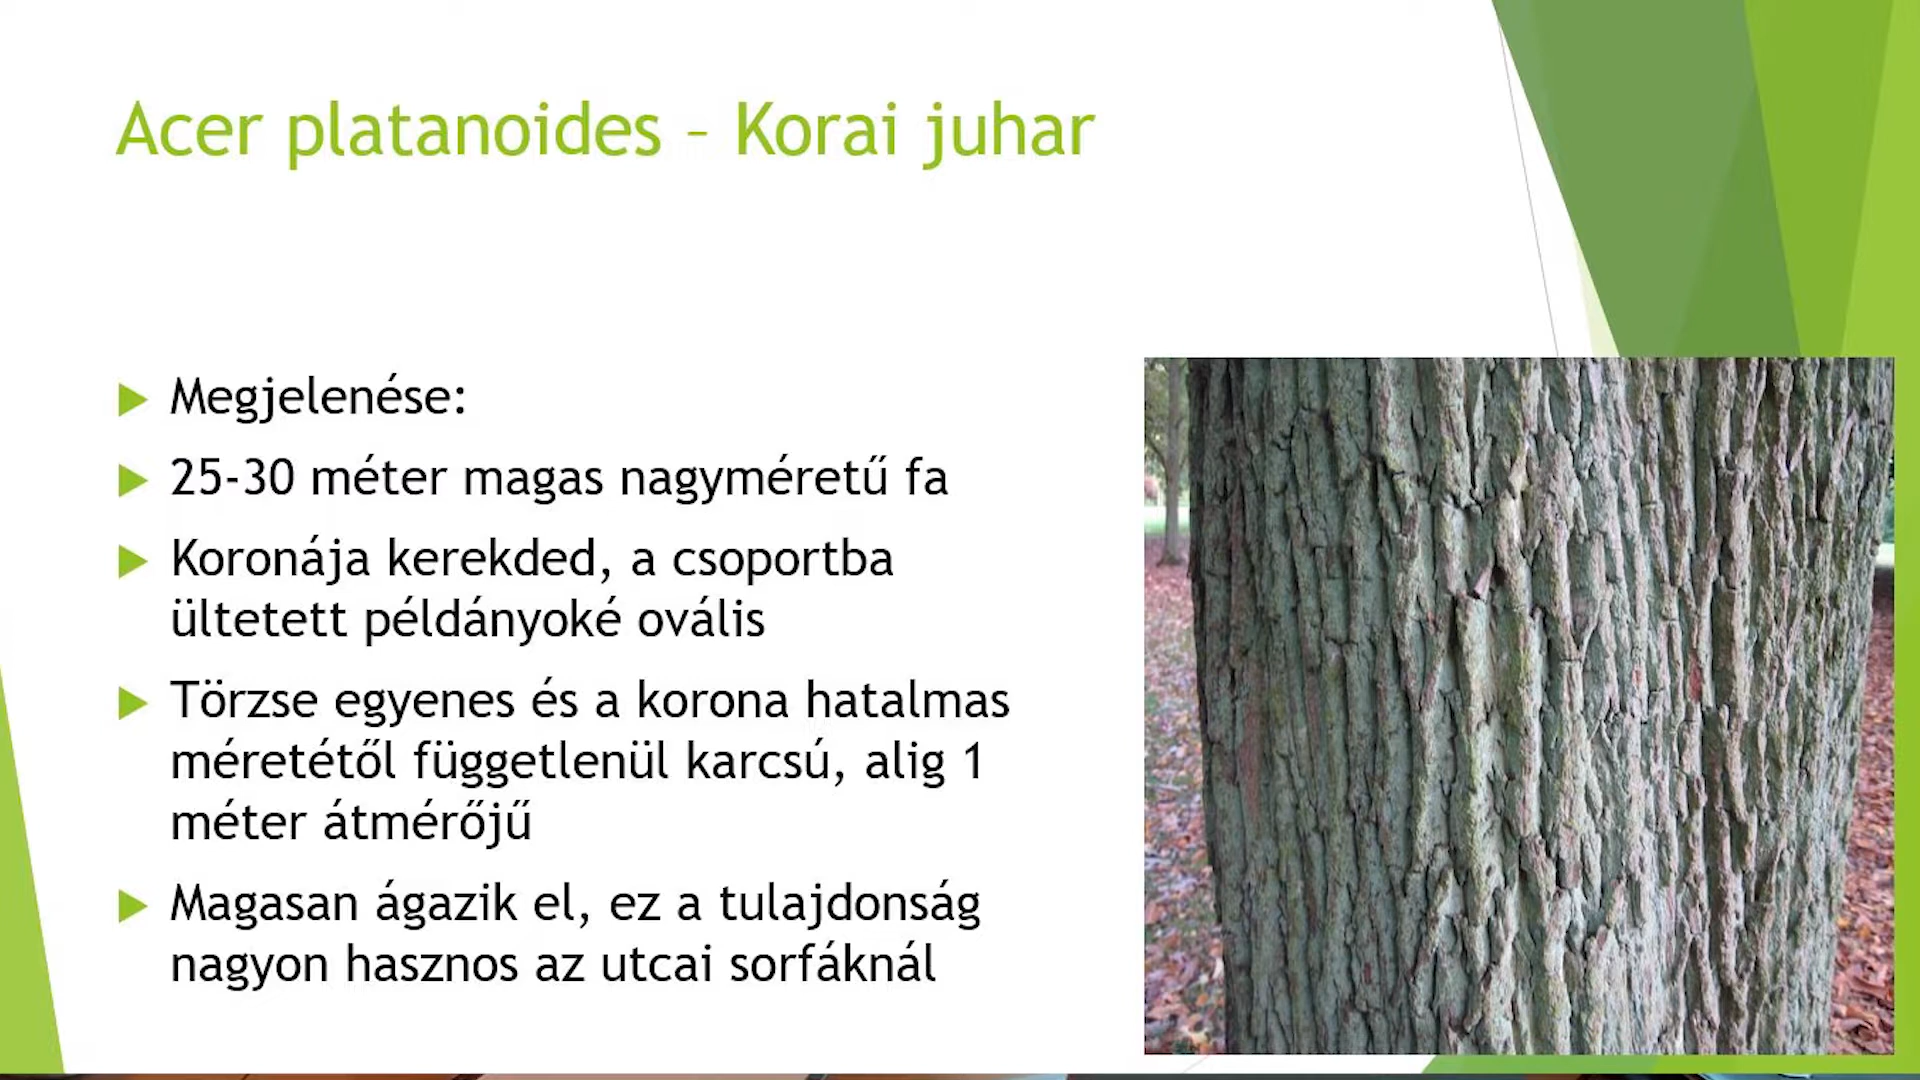 Acer platanoides – Korai juhar
Megjelenése:
25-30 méter magas nagyméretű fa
Koronája kerekded, a csoportba
ültetett példányoké ovális
Törzse egyenes és a korona hatalmas
méretétől függetlenül karcsú, alig 1
méter átmérőjű
Magasan ágazik el, ez a tulajdonság
nagyon hasznos az utcai sorfáknál